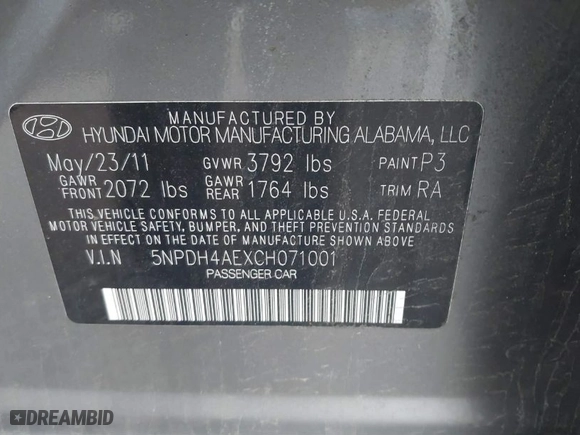 MANUFACTURED BY
HYUNDAI MOTOR MANUFACTURING ALABAMA, LLC
May/23/11 GVWR 3792 lbs PAINT P3
GAWR FRONT 2072 lbs GAWR REAR 1764 lbs TRIM RA
THIS VEHICLE CONFORMS TO ALL APPLICABLE U.S.A. FEDERAL
MOTOR VEHICLE SAFETY, BUMPER, AND THEFT PREVENTION STANDARDS
IN EFFECT ON THE DATE OF MANUFACTURE SHOWN ABOVE
V.I.N 5NPDH4AEXCH071001
PASSENGER CAR
DREAMBID